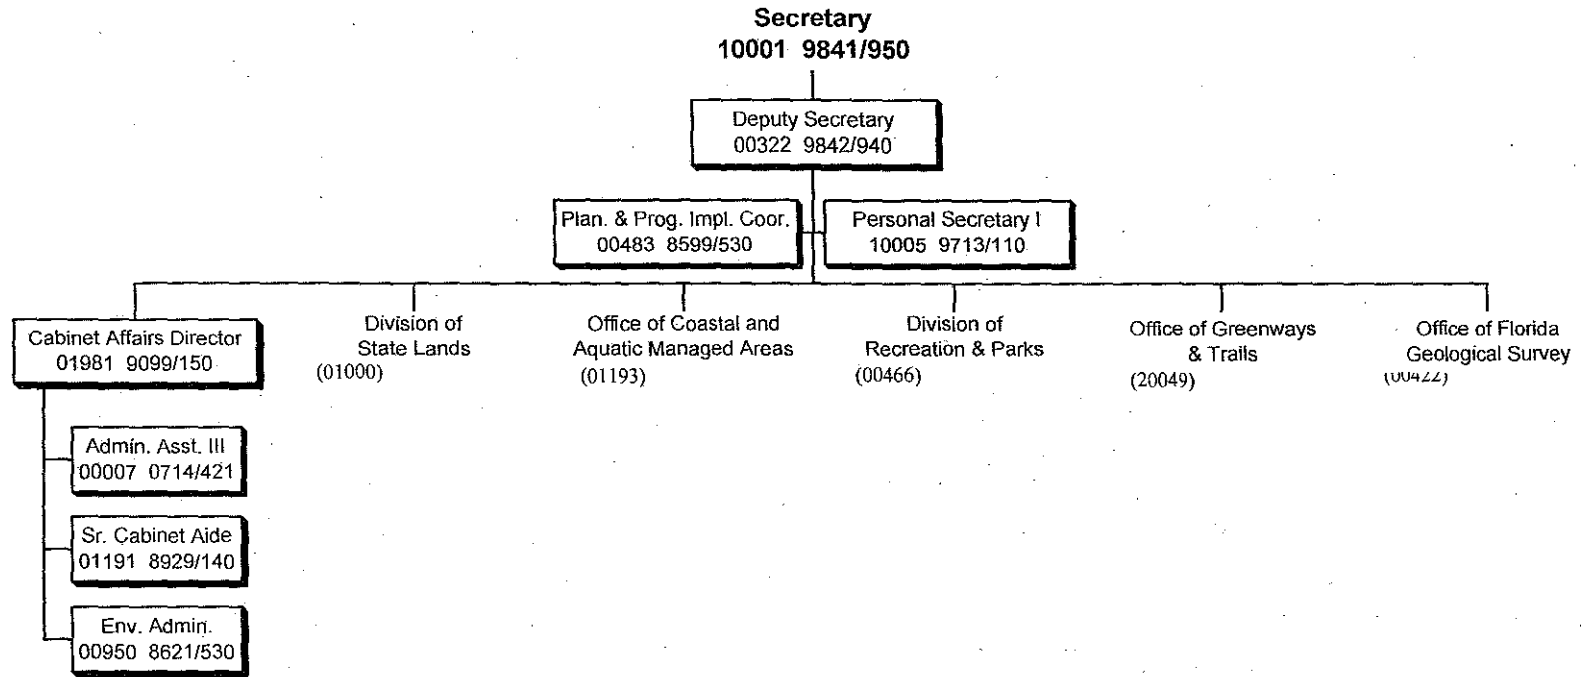 Secretary
10001 9841/950
Deputy Secretary
00322 9842/940
Plan. & Prog. Impl. Coor.
00483 8599/530
Personal Secretary I
10005 9713/110
Cabinet Affairs Director
01981 9099/150
Division of
State Lands
(01000)
Office of Coastal and
Aquatic Managed Areas
(01193)
Division of
Recreation & Parks
(00466)
Office of Greenways
& Trails
(20049)
Office of Florida
Geological Survey
(00422)
Admin. Asst. III
00007 0714/421
Sr. Cabinet Aide
01191 8929/140
Env. Admin.
00950 8621/530